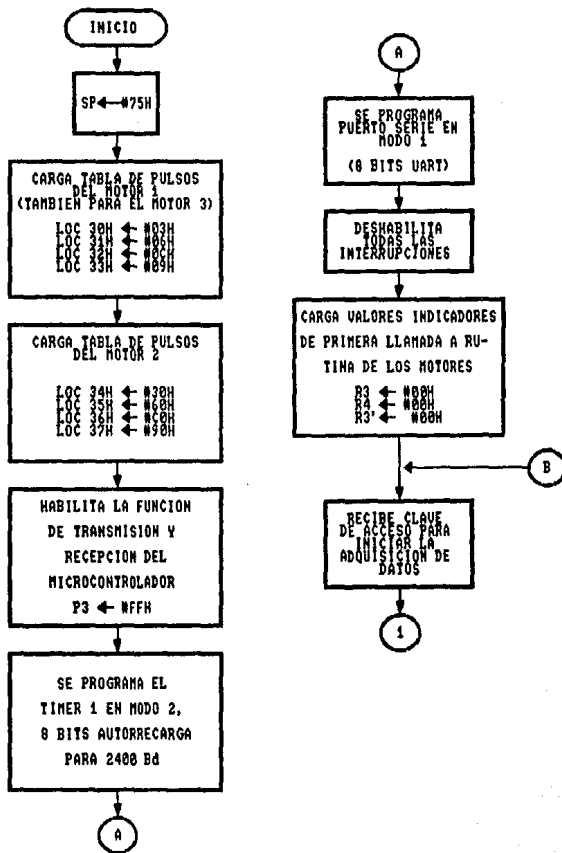 INICIO
SP ← #75H
CARGA TABLA DE PULSOS
DEL MOTOR 1
(TAMBIEN PARA EL MOTOR 3)
LOC 30H ← #03H
LOC 31H ← #06H
LOC 32H ← #0CH
LOC 33H ← #09H
CARGA TABLA DE PULSOS
DEL MOTOR 2
LOC 34H ← #30H
LOC 35H ← #60H
LOC 36H ← #C0H
LOC 37H ← #90H
HABILITA LA FUNCION
DE TRANSMISION Y
RECEPCION DEL
MICROCONTROLADOR
P3 ← #FFH
SE PROGRAMA EL
TIMER 1 EN MODO 2,
8 BITS AUTORRECARGA
PARA 2400 Bd
A
A
SE PROGRAMA
PUERTO SERIE EN
MODO 1
(8 BITS UART)
DESHABILITA
TODAS LAS
INTERRUPCIONES
CARGA VALORES INDICADORES
DE PRIMERA LLAMADA A RU-
TINA DE LOS MOTORES
R3 ← #00H
R4 ← #00H
R3' ← #00H
B
RECIBE CLAVE
DE ACCESO PARA
INICIAR LA
ADQUISICION DE
DATOS
1